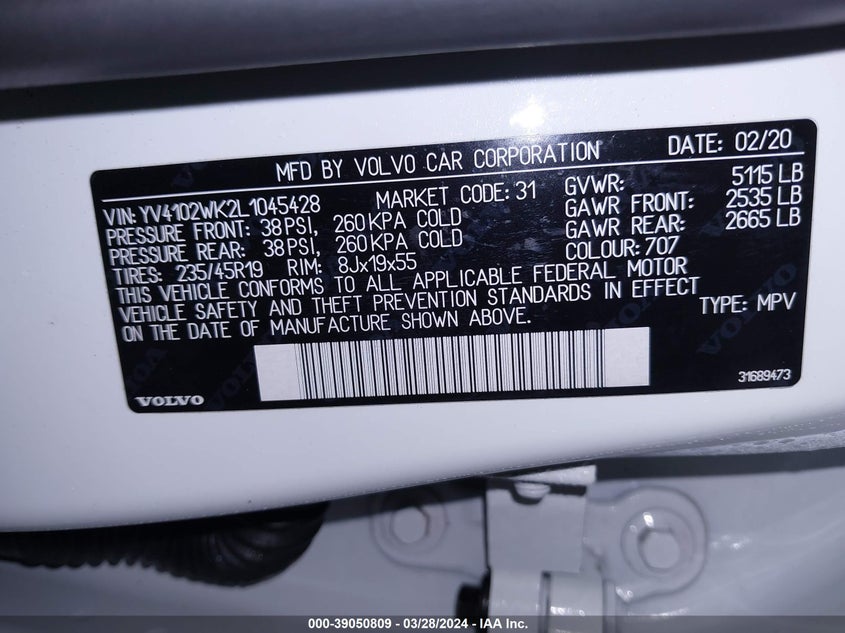 MFD BY VOLVO CAR CORPORATION DATE: 02/20
VIN: YV4102WK2L1045428 MARKET CODE: 31 GVWR: 5115 LB
PRESSURE FRONT: 38 PSI, 260 KPA COLD GAWR FRONT: 2535 LB
PRESSURE REAR: 38 PSI, 260 KPA COLD GAWR REAR: 2665 LB
TIRES: 235/45R19 RIM: 8Jx19x55 COLOUR: 707
THIS VEHICLE CONFORMS TO ALL APPLICABLE FEDERAL MOTOR
VEHICLE SAFETY AND THEFT PREVENTION STANDARDS IN EFFECT
ON THE DATE OF MANUFACTURE SHOWN ABOVE. TYPE: MPV
VOLVO 31689473
000-39050809 - 03/28/2024 - IAA Inc.